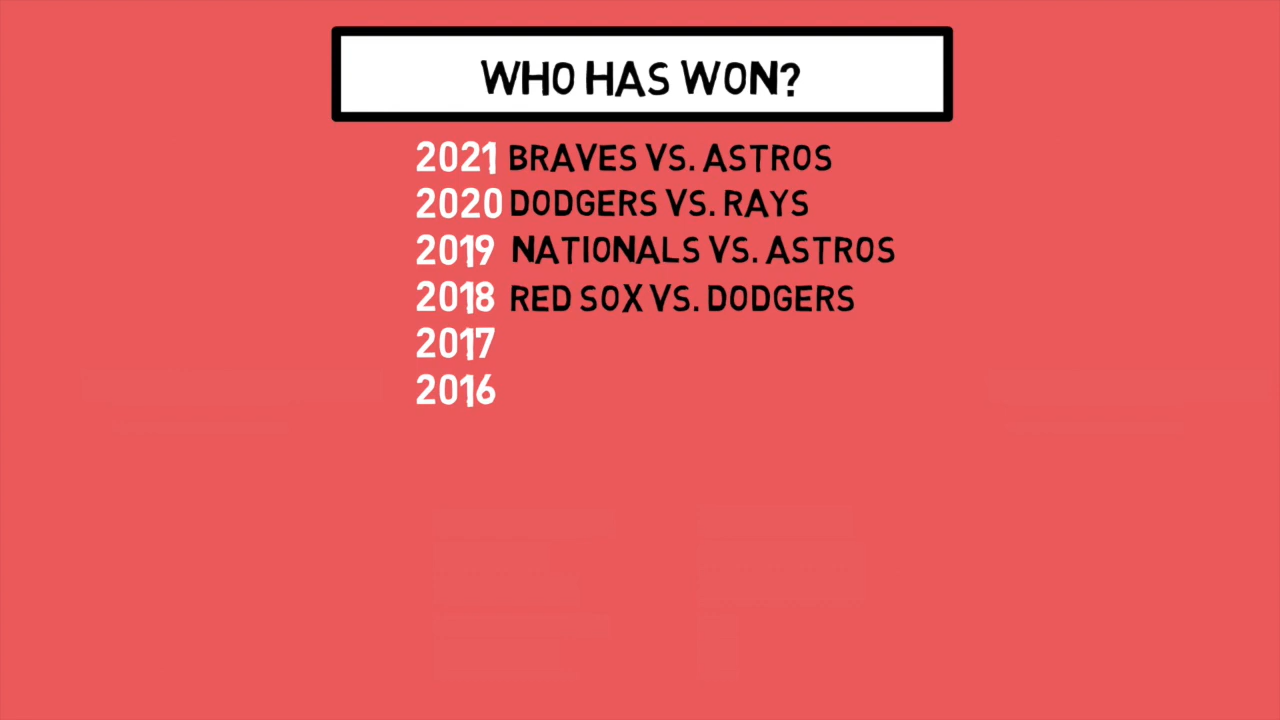 WHO HAS WON?
2021 BRAVES VS. ASTROS
2020 DODGERS VS. RAYS
2019 NATIONALS VS. ASTROS
2018 RED SOX VS. DODGERS
2017
2016